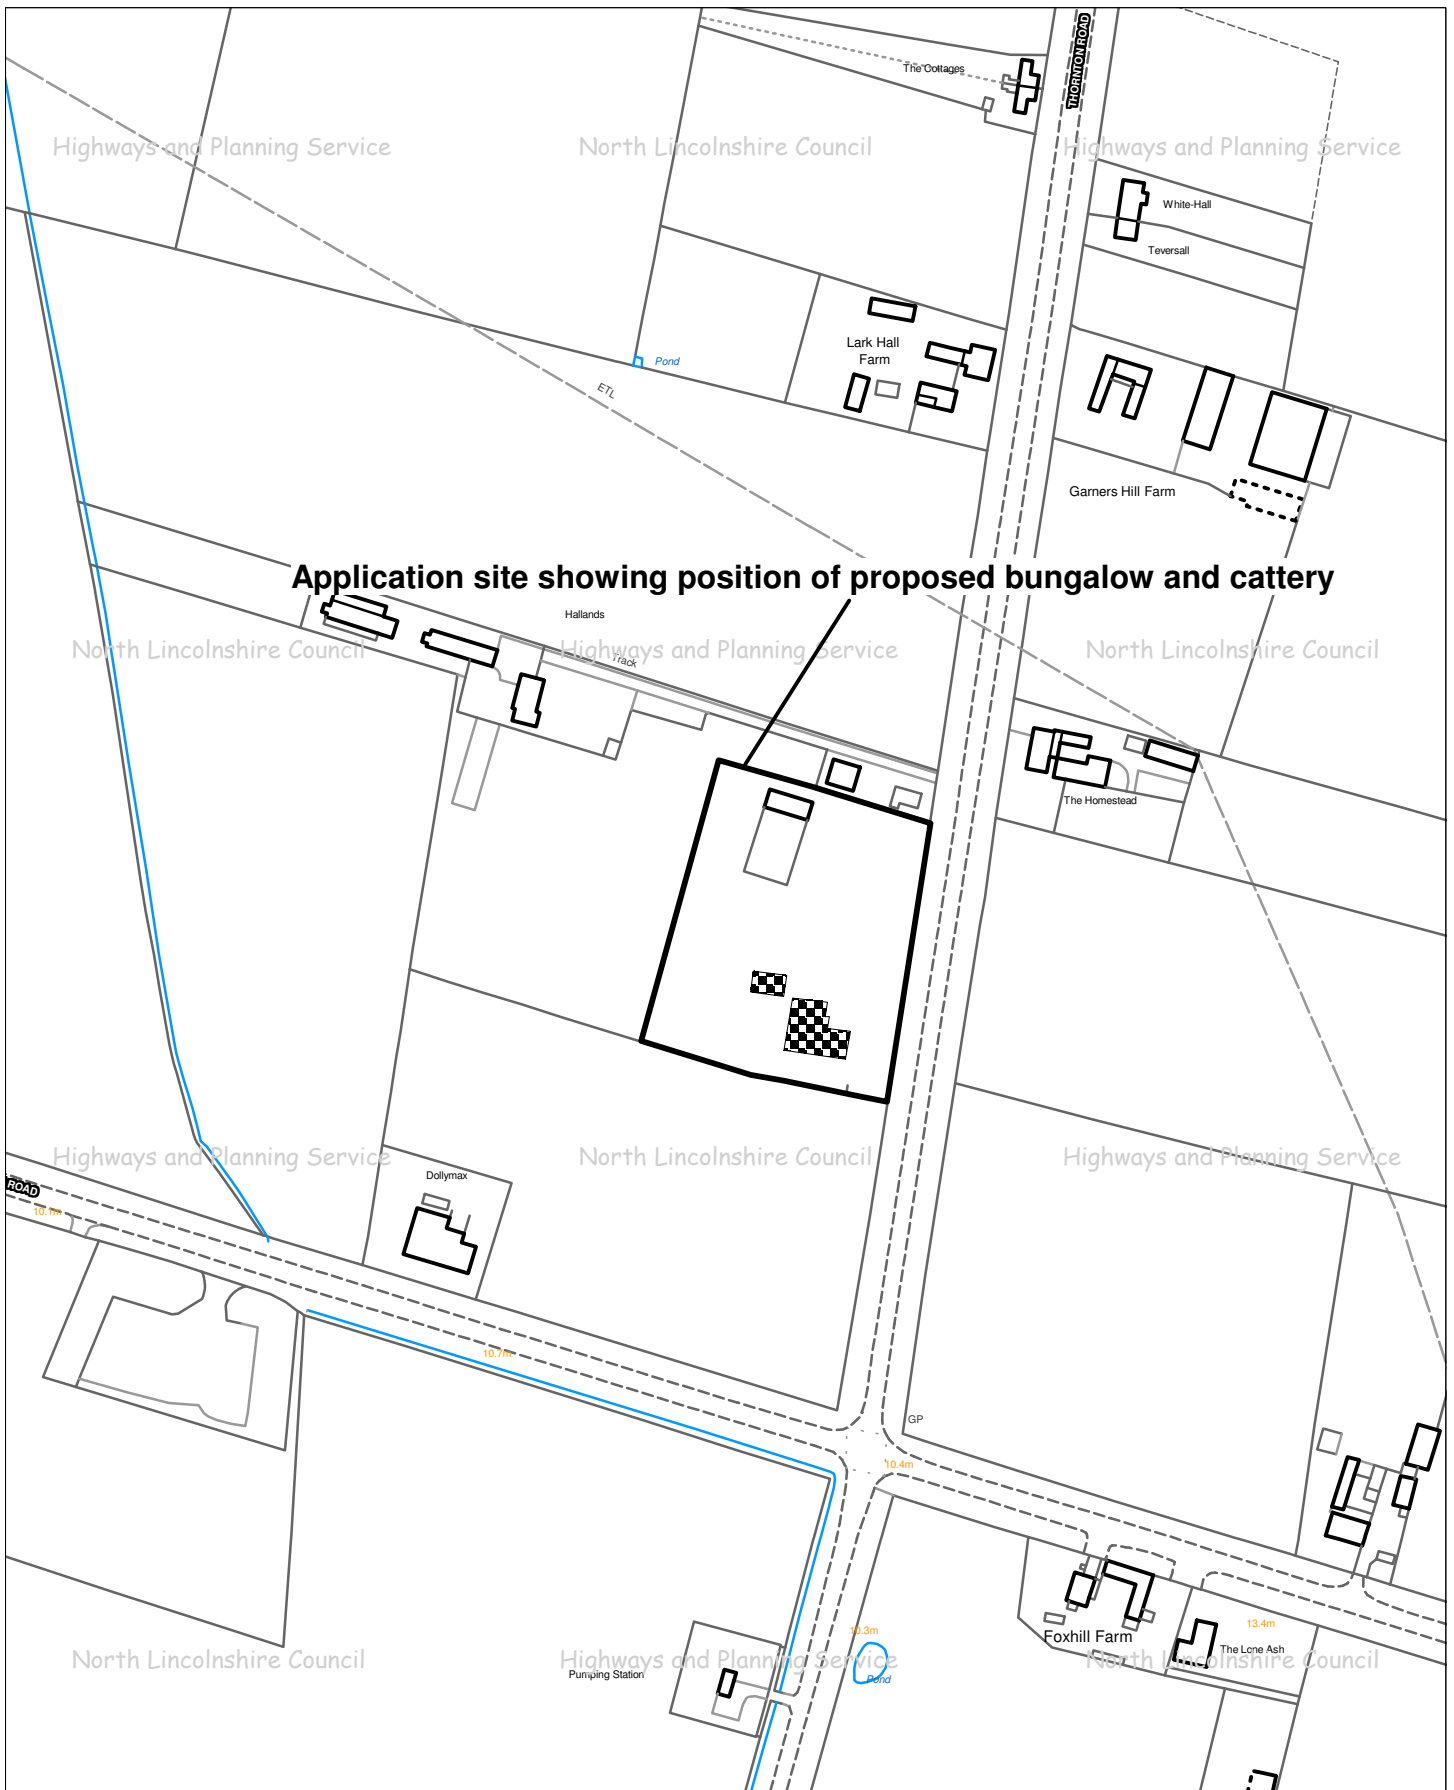 THORNTON ROAD
The Cottages
Highways and Planning Service
North Lincolnshire Council
Highways and Planning Service
White-Hall
Teversall
Lark Hall
Farm
Pond
ETL
Garners Hill Farm
Application site showing position of proposed bungalow and cattery
Hallands
North Lincolnshire Council
Highways and Planning Service
North Lincolnshire Council
Track
The Homestead
Highways and Planning Service
North Lincolnshire Council
Highways and Planning Service
Dollymax
ROAD
10.1m
10.7m
GP
10.4m
10.3m
13.4m
Foxhill Farm
The Lone Ash
North Lincolnshire Council
Highways and Planning Service
North Lincolnshire Council
Pumping Station
Pond